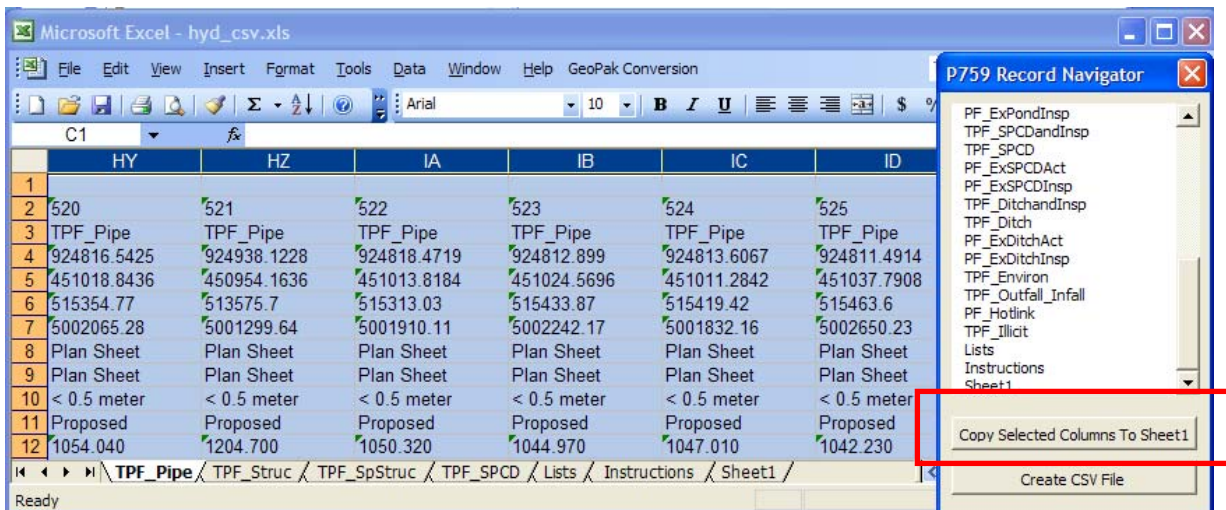 Microsoft Excel - hyd_csv.xls
File Edit View Insert Format Tools Data Window Help GeoPak Conversion
Arial 10 B I U $ %
C1 fx
HY HZ IA IB IC ID
1
2 520 521 522 523 524 525
3 TPF_Pipe TPF_Pipe TPF_Pipe TPF_Pipe TPF_Pipe TPF_Pipe
4 924816.5425 924938.1228 924818.4719 924812.899 924813.6067 924811.4914
5 451018.8436 450954.1636 451013.8184 451024.5696 451011.2842 451037.7908
6 515354.77 513575.7 515313.03 515433.87 515419.42 515463.6
7 5002065.28 5001299.64 5001910.11 5002242.17 5001832.16 5002650.23
8 Plan Sheet Plan Sheet Plan Sheet Plan Sheet Plan Sheet Plan Sheet
9 Plan Sheet Plan Sheet Plan Sheet Plan Sheet Plan Sheet Plan Sheet
10 < 0.5 meter < 0.5 meter < 0.5 meter < 0.5 meter < 0.5 meter < 0.5 meter
11 Proposed Proposed Proposed Proposed Proposed Proposed
12 1054.040 1204.700 1050.320 1044.970 1047.010 1042.230
TPF_Pipe / TPF_Struc / TPF_SpStruc / TPF_SPCD / Lists / Instructions / Sheet1 /
Ready
P759 Record Navigator
PF_ExPondInsp
TPF_SPCDandInsp
TPF_SPCD
PF_ExSPCDAct
PF_ExSPCDInsp
TPF_DitchandInsp
TPF_Ditch
PF_ExDitchAct
PF_ExDitchInsp
TPF_Environ
TPF_Outfall_Infall
PF_Hotlink
TPF_Illicit
Lists
Instructions
Sheet1
Copy Selected Columns To Sheet1
Create CSV File